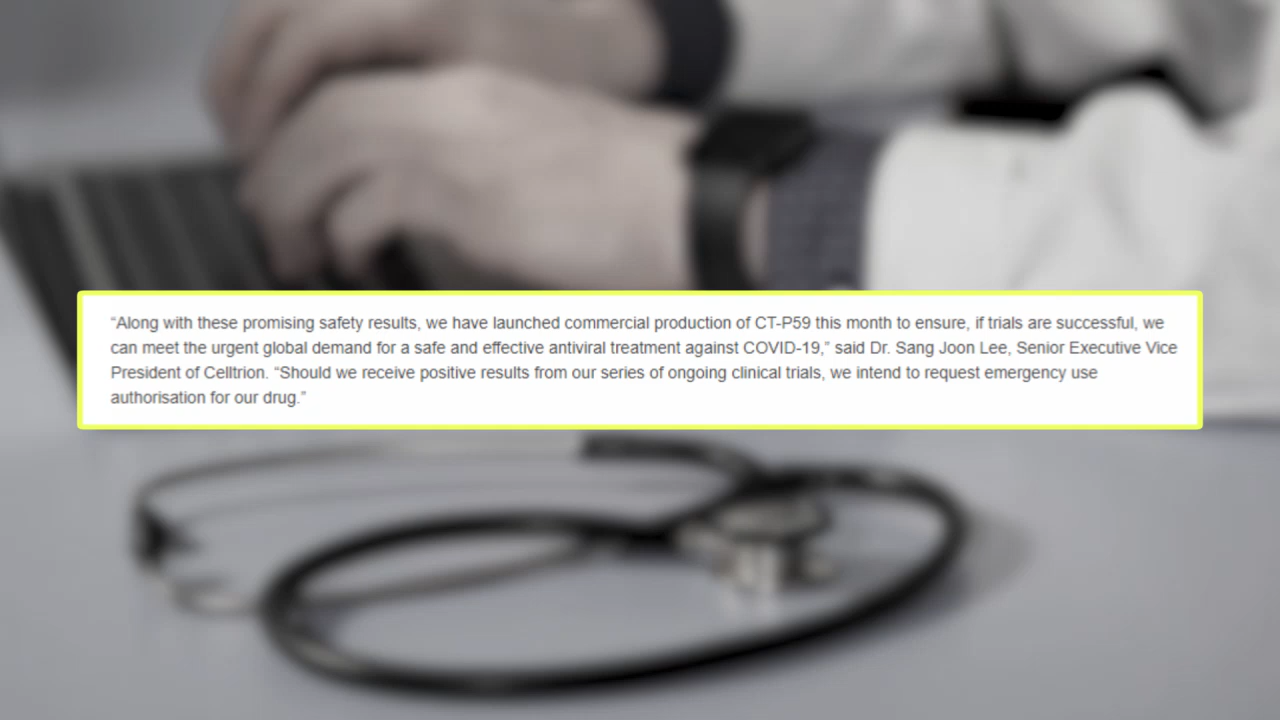 “Along with these promising safety results, we have launched commercial production of CT-P59 this month to ensure, if trials are successful, we
can meet the urgent global demand for a safe and effective antiviral treatment against COVID-19,” said Dr. Sang Joon Lee, Senior Executive Vice
President of Celltrion. “Should we receive positive results from our series of ongoing clinical trials, we intend to request emergency use
authorisation for our drug.”